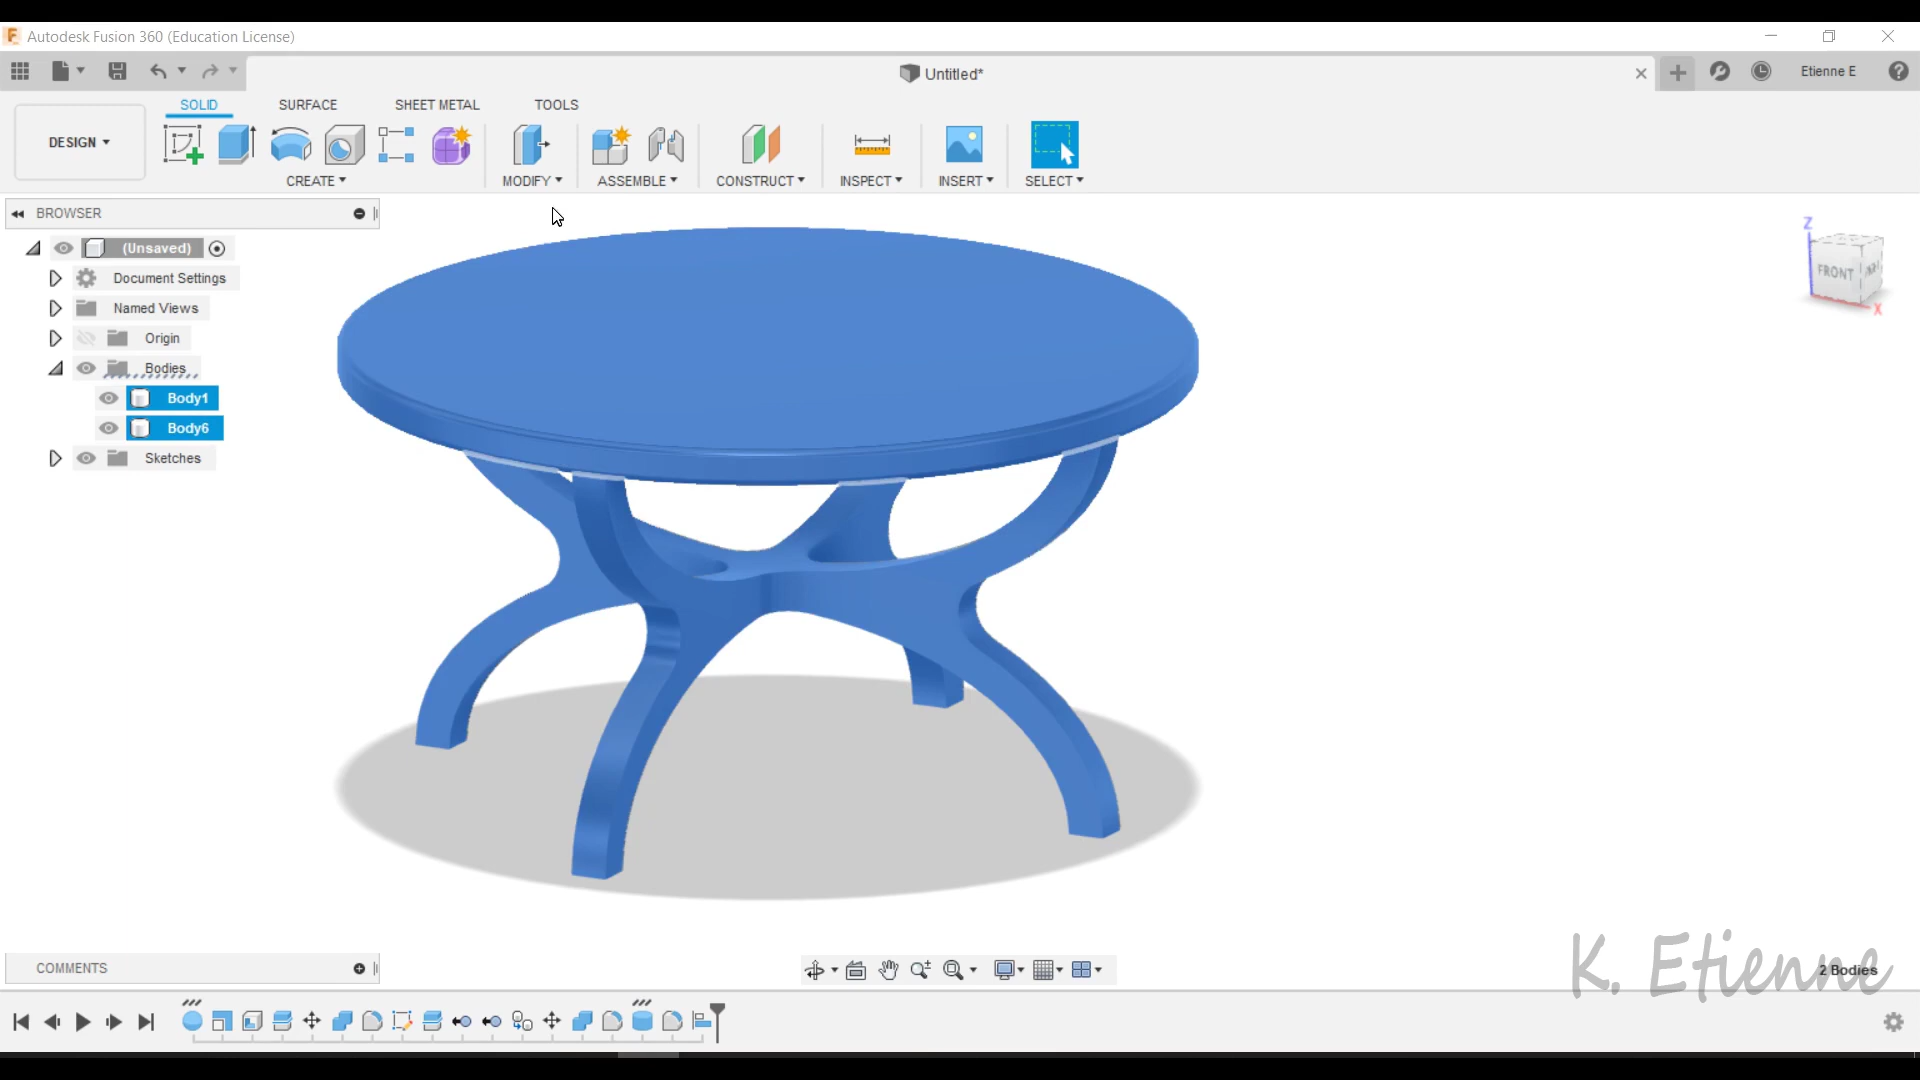 Autodesk Fusion 360 (Education License)
Untitled*
Etienne E
SOLID SURFACE SHEET METAL TOOLS
DESIGN
CREATE MODIFY ASSEMBLE CONSTRUCT INSPECT INSERT SELECT
BROWSER
(Unsaved)
Document Settings
Named Views
Origin
Bodies
Body1
Body6
Sketches
Z
FRONT
X
COMMENTS
2 Bodies
K. Etienne